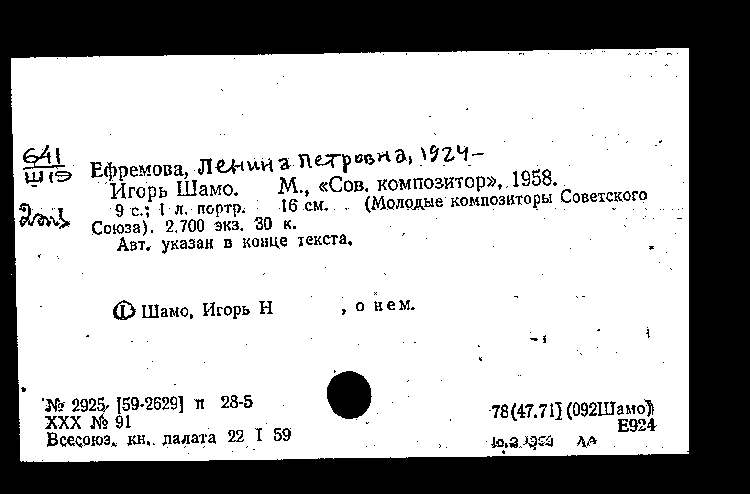 641
Ш19
Ефремова, Ленина Петровна, 1924–
Игорь Шамо. М., «Сов. композитор», 1958.
2 экз
9 с.; 1 л. портр. 16 см. (Молодые композиторы Советского
Союза). 2.700 экз. 30 к.
Авт. указан в конце текста.
I Шамо, Игорь Н , о нем.
№ 2925 [59-2629] п 28-5
XXX № 91
Всесоюз. кн. палата 22 I 59
78(47.71] (092Шамо)
Е924